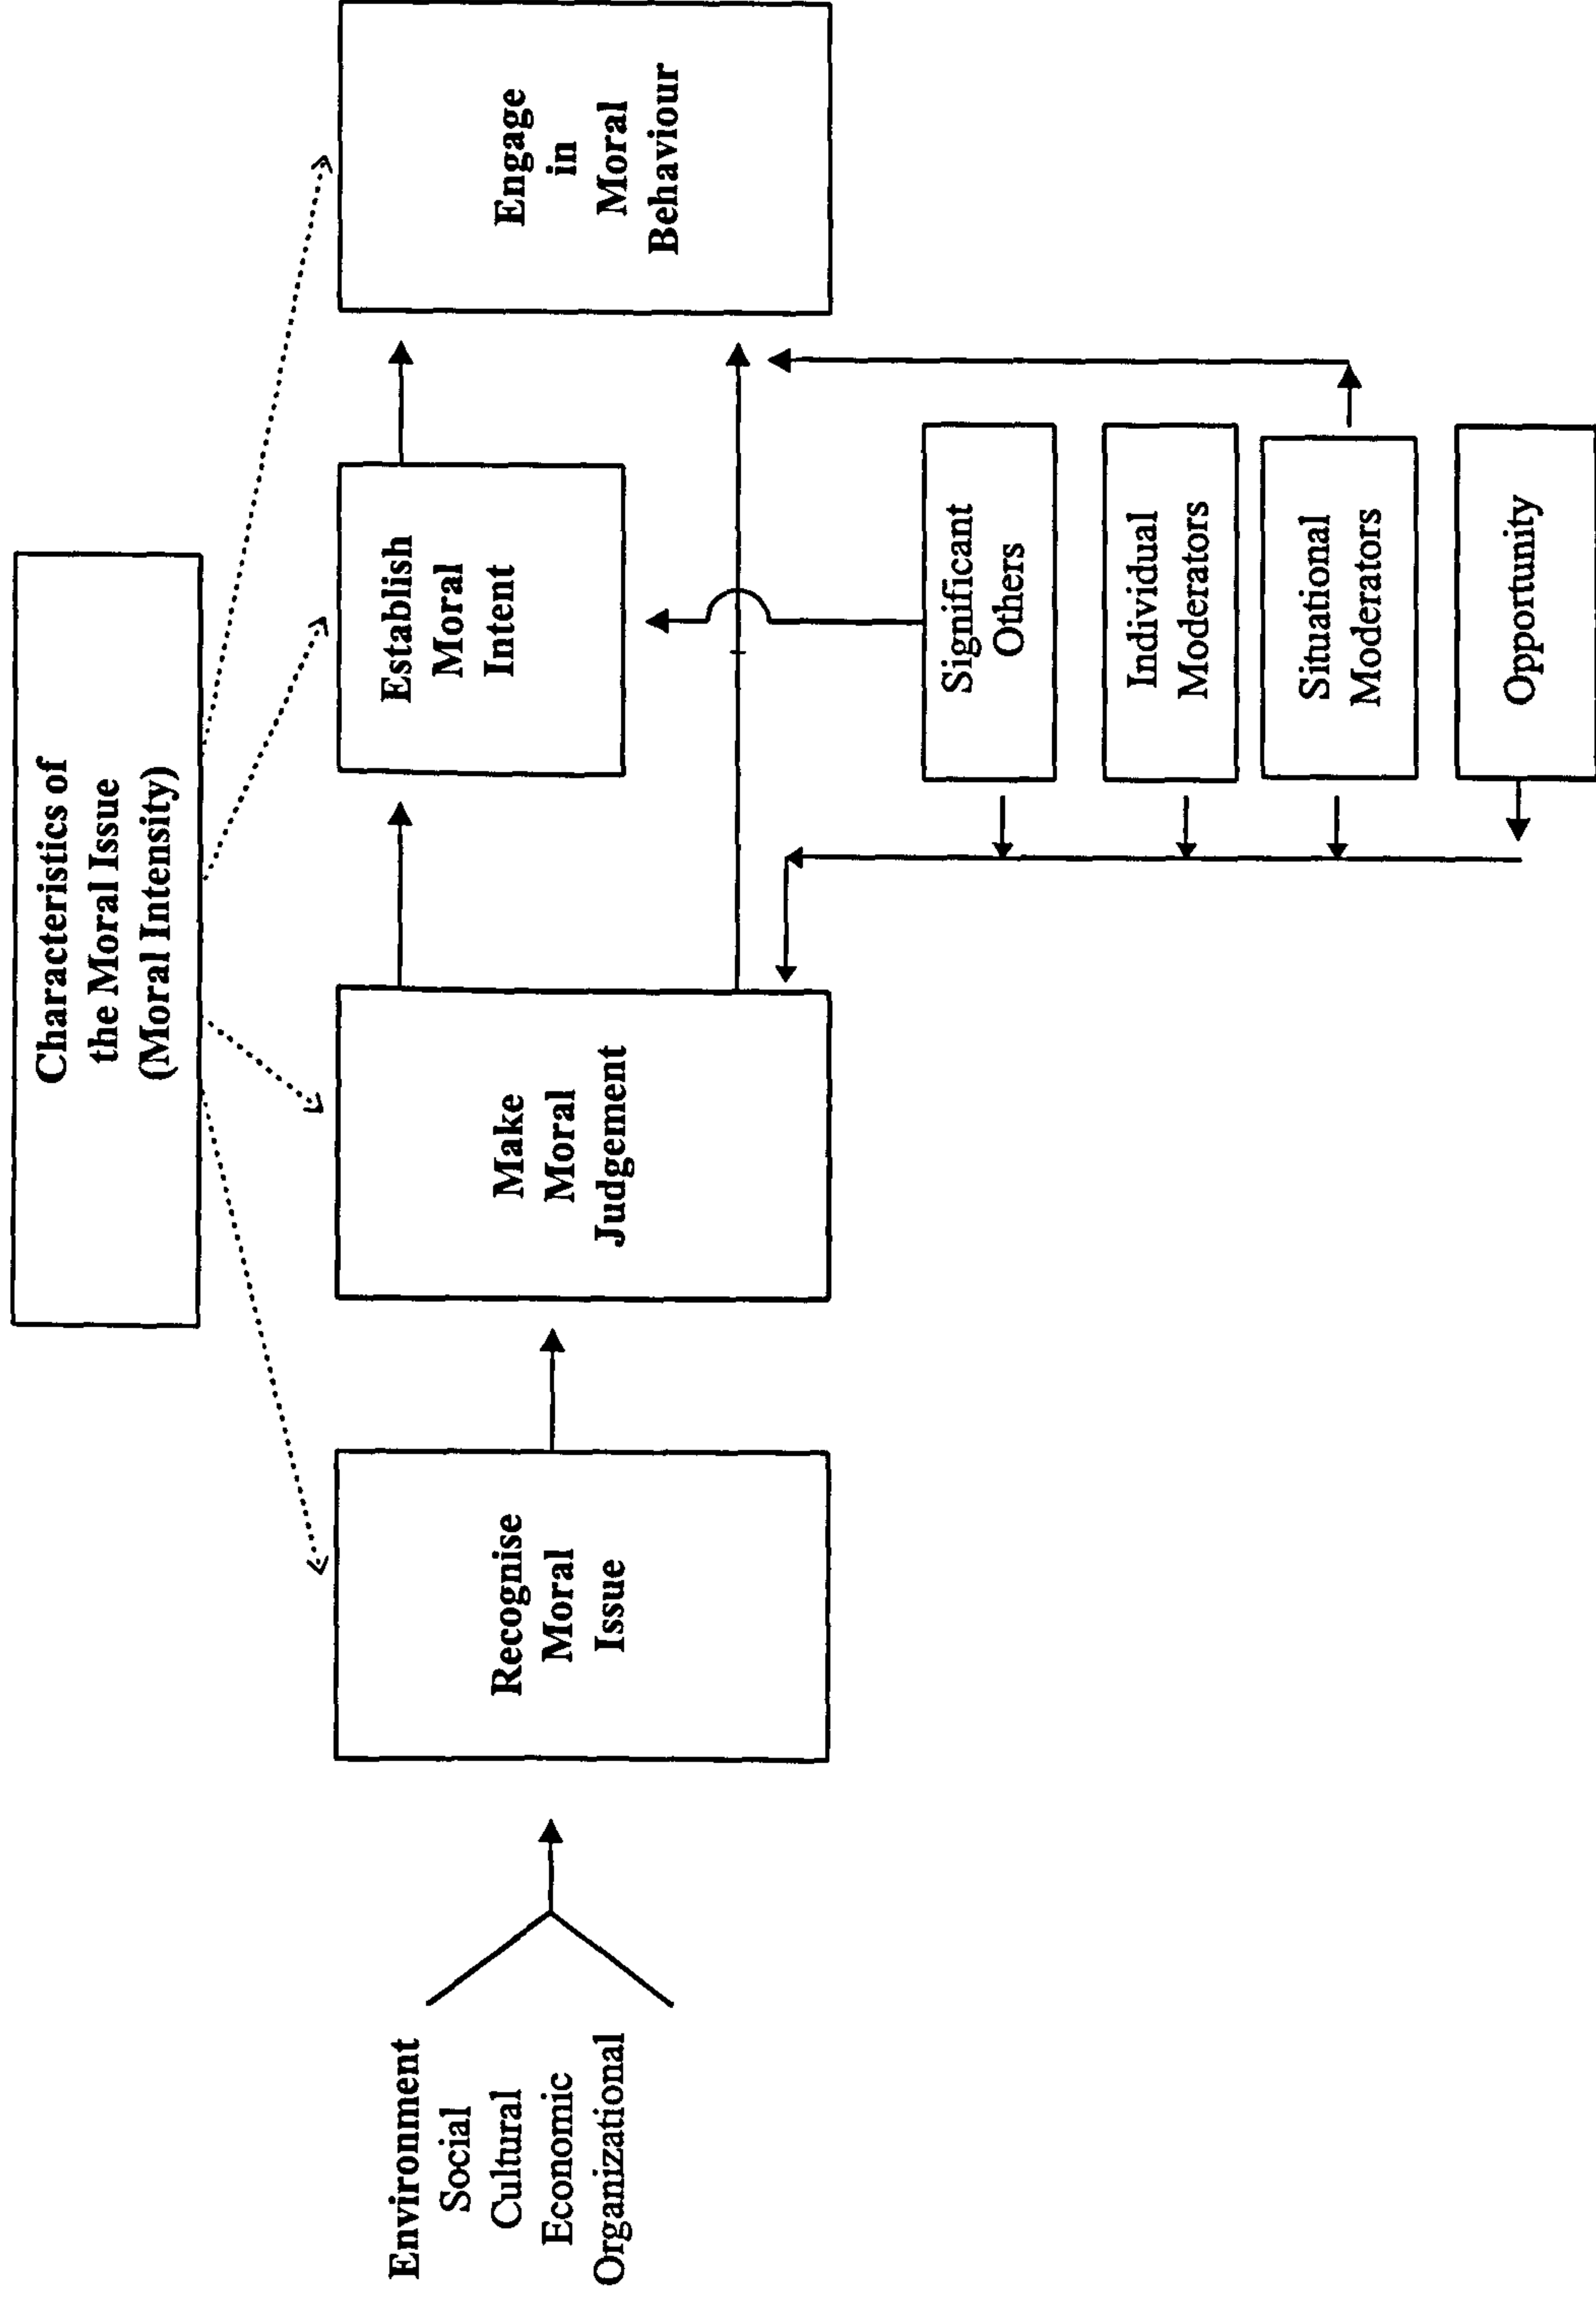 Characteristics of
the Moral Issue
(Moral Intensity)
Environment
Social
Cultural
Economic
Organizational
Recognise
Moral
Issue
Make
Moral
Judgement
Establish
Moral
Intent
Engage
in
Moral
Behaviour
Significant
Others
Individual
Moderators
Situational
Moderators
Opportunity